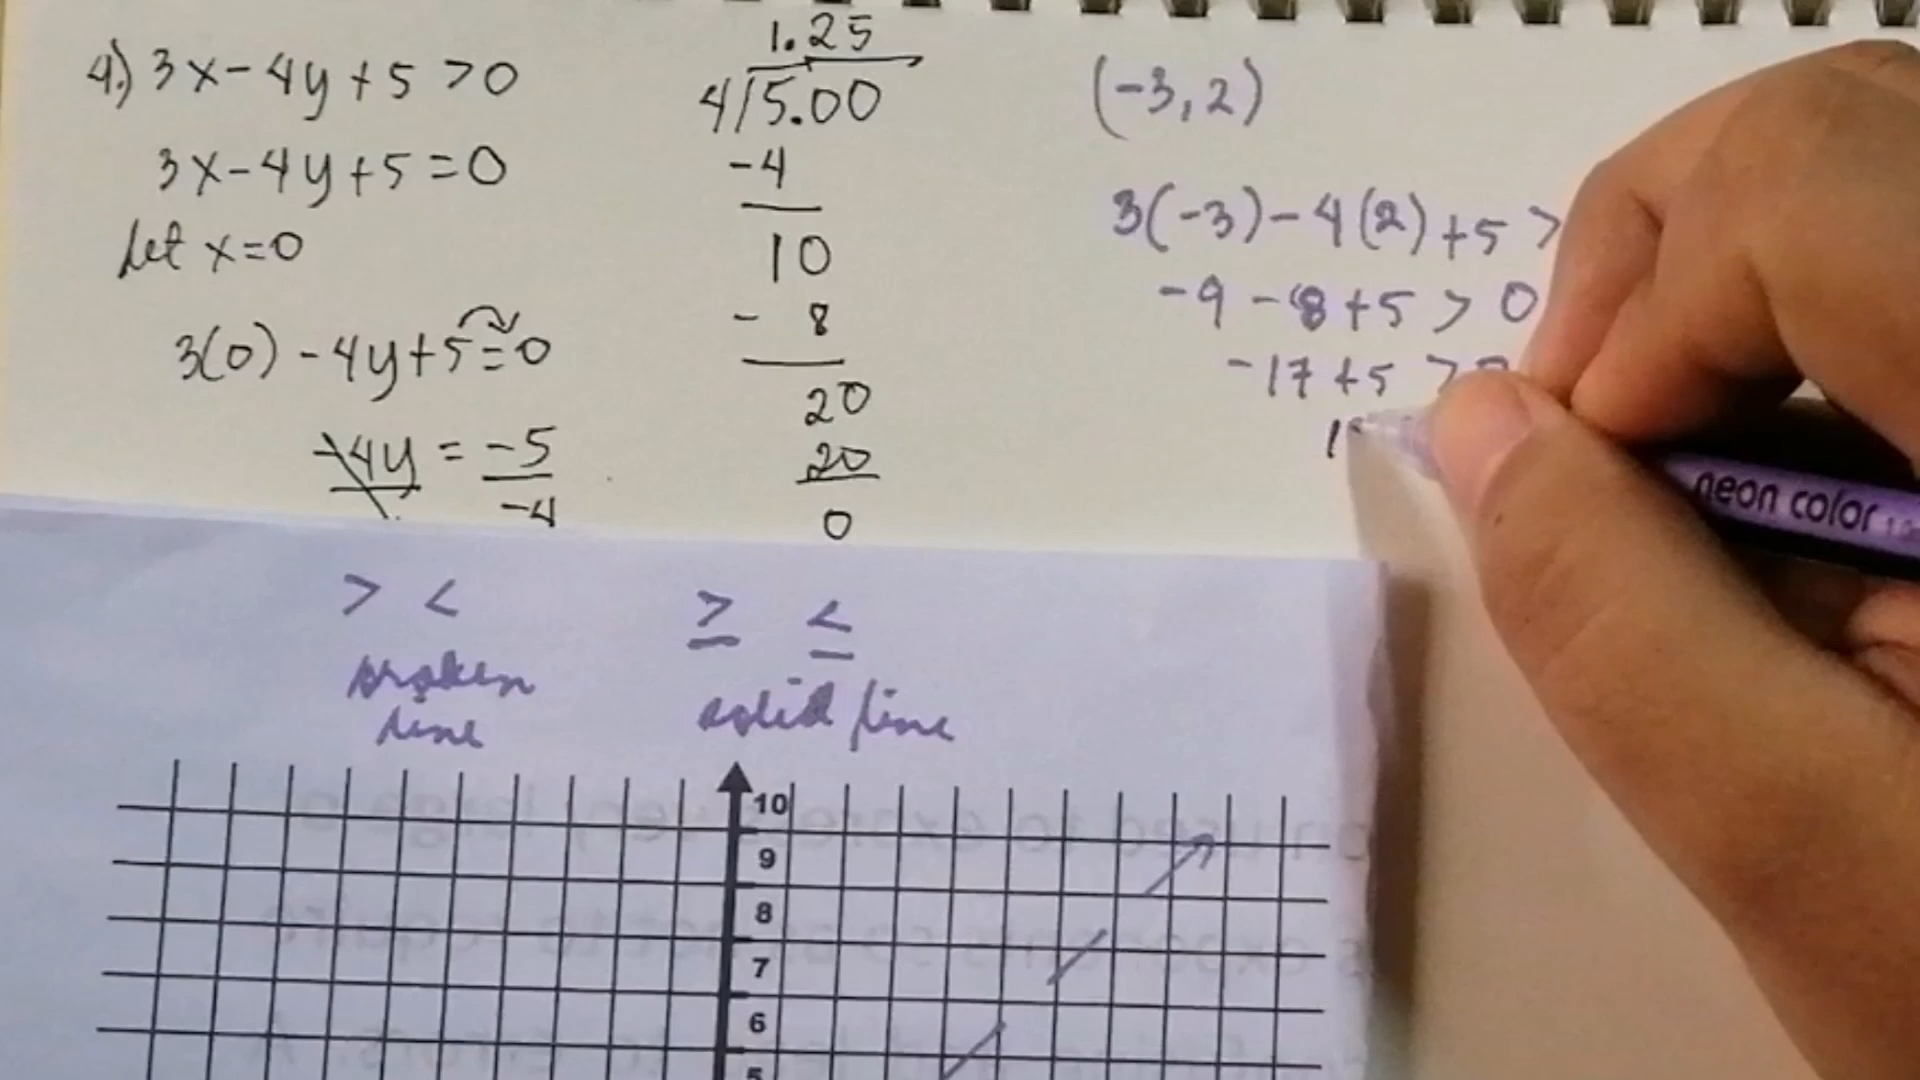 4.) 3x - 4y + 5 > 0
3x - 4y + 5 = 0
Let x = 0
3(0) - 4y + 5 = 0
-4y = -5
-4
1.25
4/5.00
-4
10
- 8
20
20
0
(-3, 2)
3(-3) - 4(2) + 5 >
-9 - 8 + 5 > 0
-17 + 5 >
> <
broken
line
≥ ≤
solid line
10
9
8
7
6
5
neon color